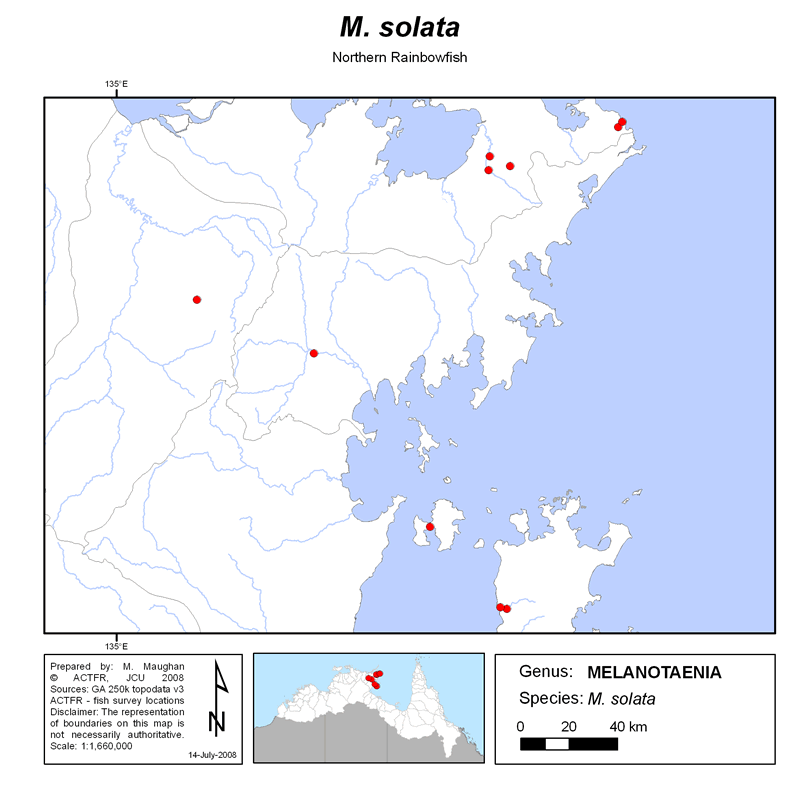 M. solata
Northern Rainbowfish
135°E
135°E
Prepared by: M. Maughan
© ACTFR, JCU 2008
Sources: GA 250k topodata v3
ACTFR - fish survey locations
Disclaimer: The representation
of boundaries on this map is
not necessarily authoritative.
Scale: 1:1,660,000
N
14-July-2008
Genus: MELANOTAENIA
Species: M. solata
0 20 40 km